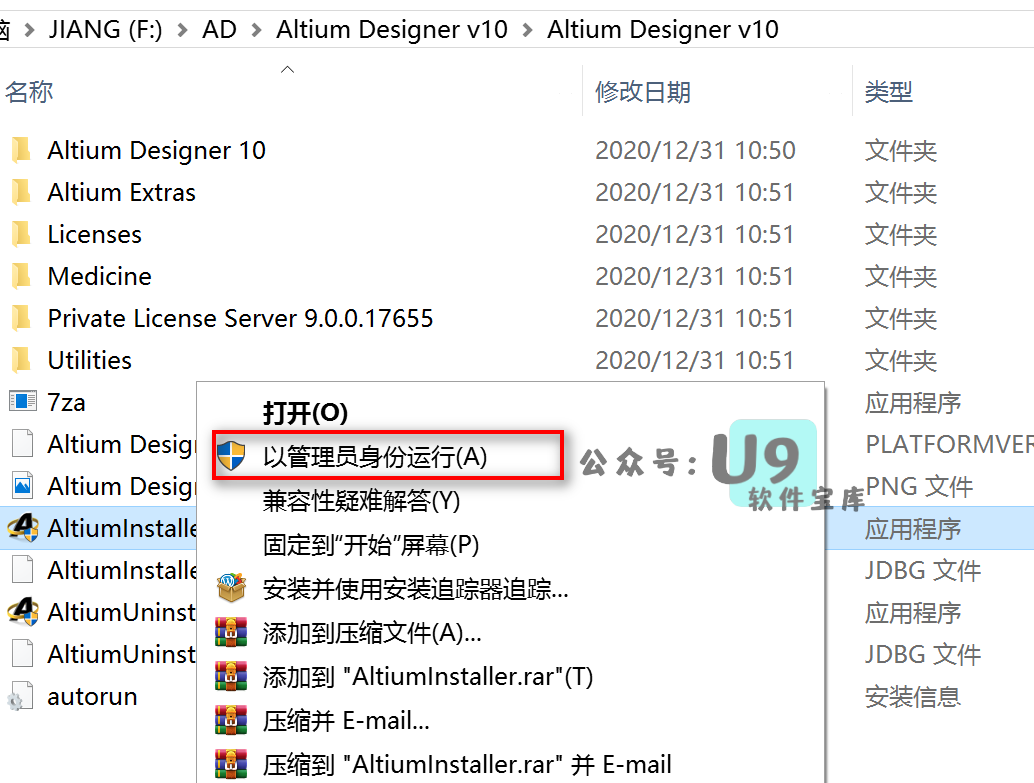 JIANG (F:) > AD > Altium Designer v10 > Altium Designer v10
名称 修改日期 类型
Altium Designer 10 2020/12/31 10:50 文件夹
Altium Extras 2020/12/31 10:51 文件夹
Licenses 2020/12/31 10:51 文件夹
Medicine 2020/12/31 10:51 文件夹
Private License Server 9.0.0.17655 2020/12/31 10:51 文件夹
Utilities 2020/12/31 10:51 文件夹
7za 应用程序
Altium Desig PLATFORMVER
Altium Desig PNG 文件
AltiumInstalle 应用程序
AltiumInstalle JDBG 文件
AltiumUninst 应用程序
AltiumUninst JDBG 文件
autorun 安装信息
打开(O)
以管理员身份运行(A)
兼容性疑难解答(Y)
固定到“开始”屏幕(P)
安装并使用安装追踪器追踪...
添加到压缩文件(A)...
添加到 "AltiumInstaller.rar"(T)
压缩并 E-mail...
压缩到 "AltiumInstaller.rar" 并 E-mail
公众号: U9
软件宝库